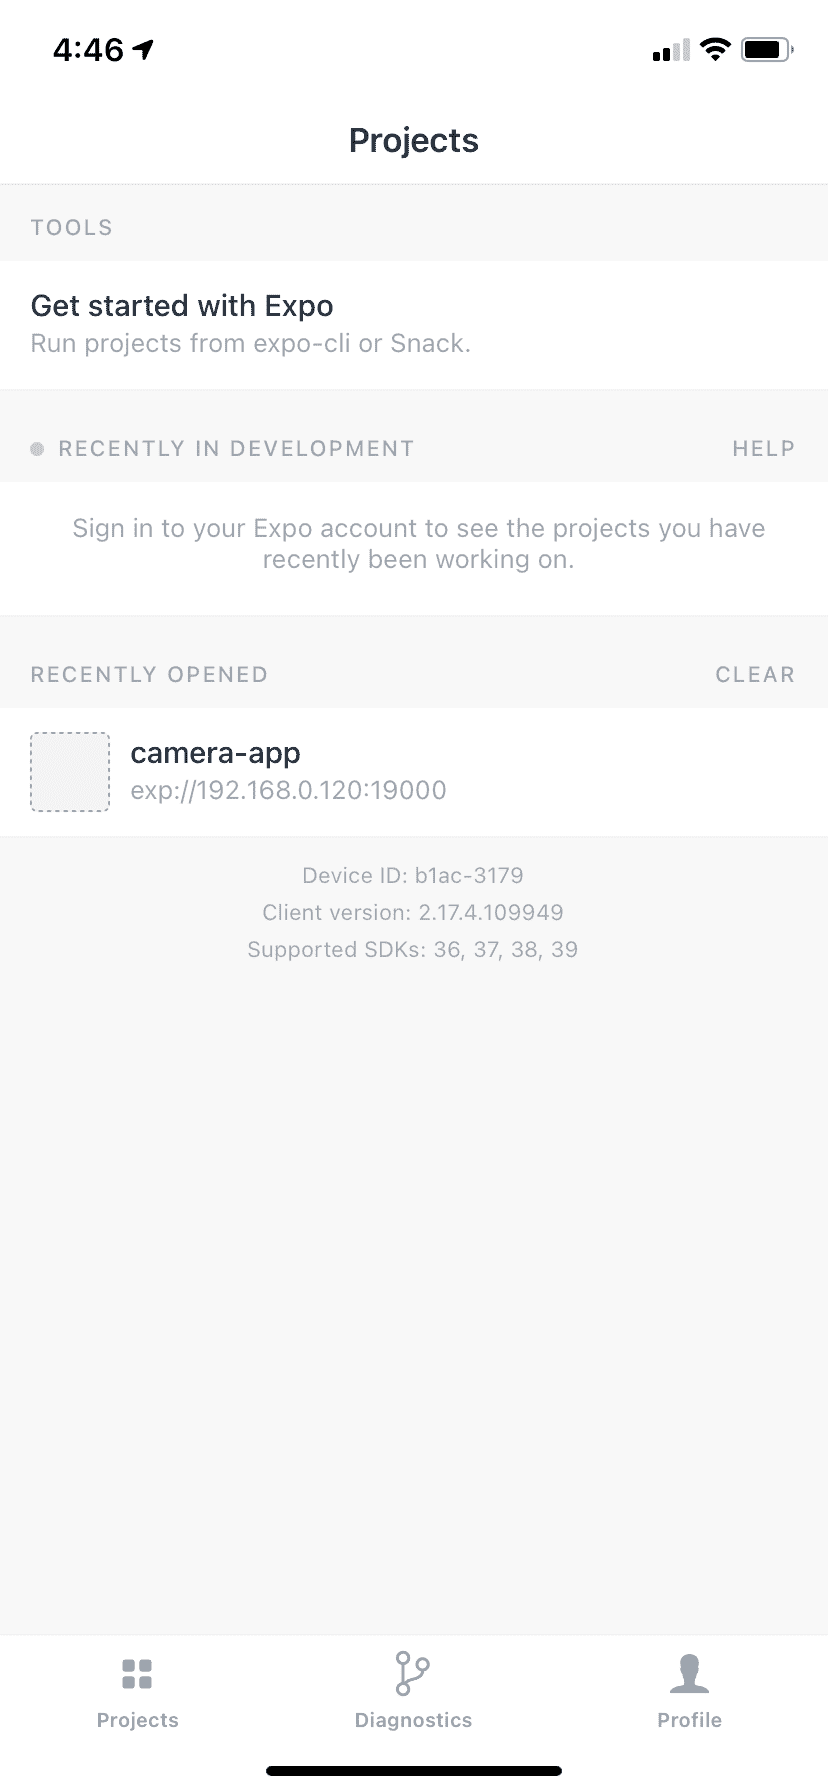 4:46
Projects
TOOLS
Get started with Expo
Run projects from expo-cli or Snack.
RECENTLY IN DEVELOPMENT HELP
Sign in to your Expo account to see the projects you have
recently been working on.
RECENTLY OPENED CLEAR
camera-app
exp://192.168.0.120:19000
Device ID: b1ac-3179
Client version: 2.17.4.109949
Supported SDKs: 36, 37, 38, 39
Projects Diagnostics Profile